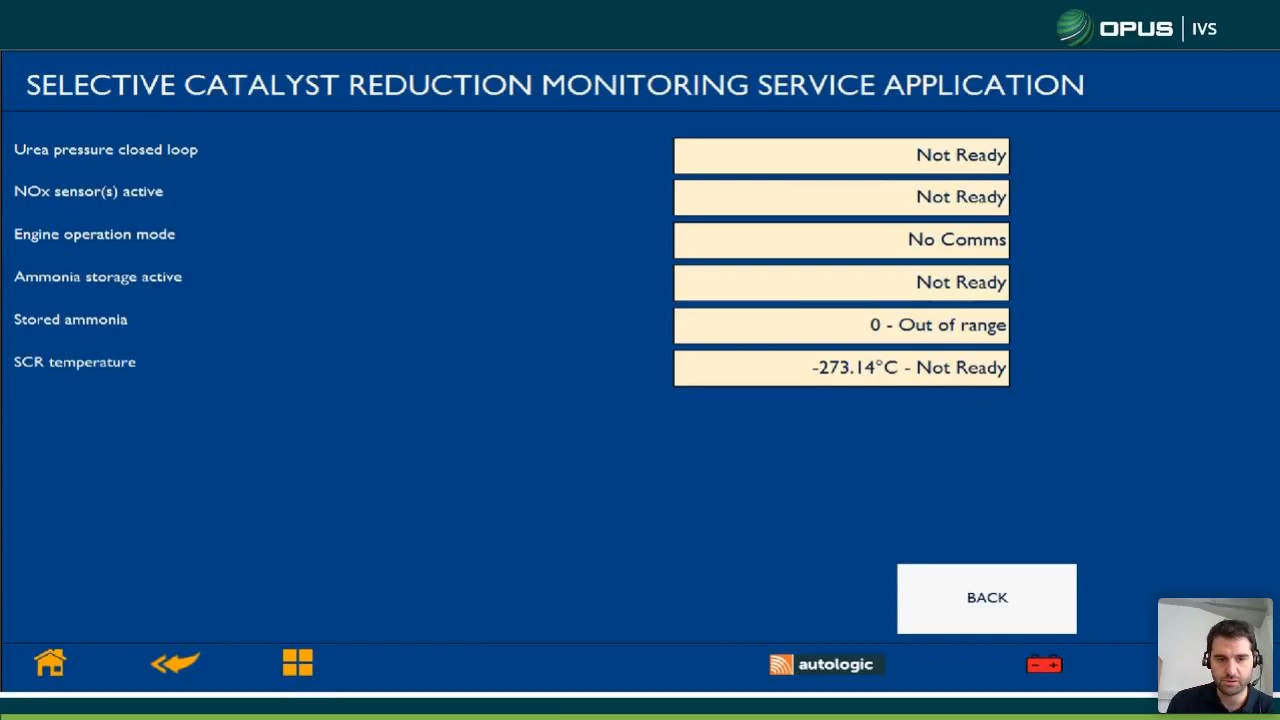 OPUS | IVS
SELECTIVE CATALYST REDUCTION MONITORING SERVICE APPLICATION
Urea pressure closed loop Not Ready
NOx sensor(s) active Not Ready
Engine operation mode No Comms
Ammonia storage active Not Ready
Stored ammonia 0 - Out of range
SCR temperature -273.14°C - Not Ready
BACK
autologic